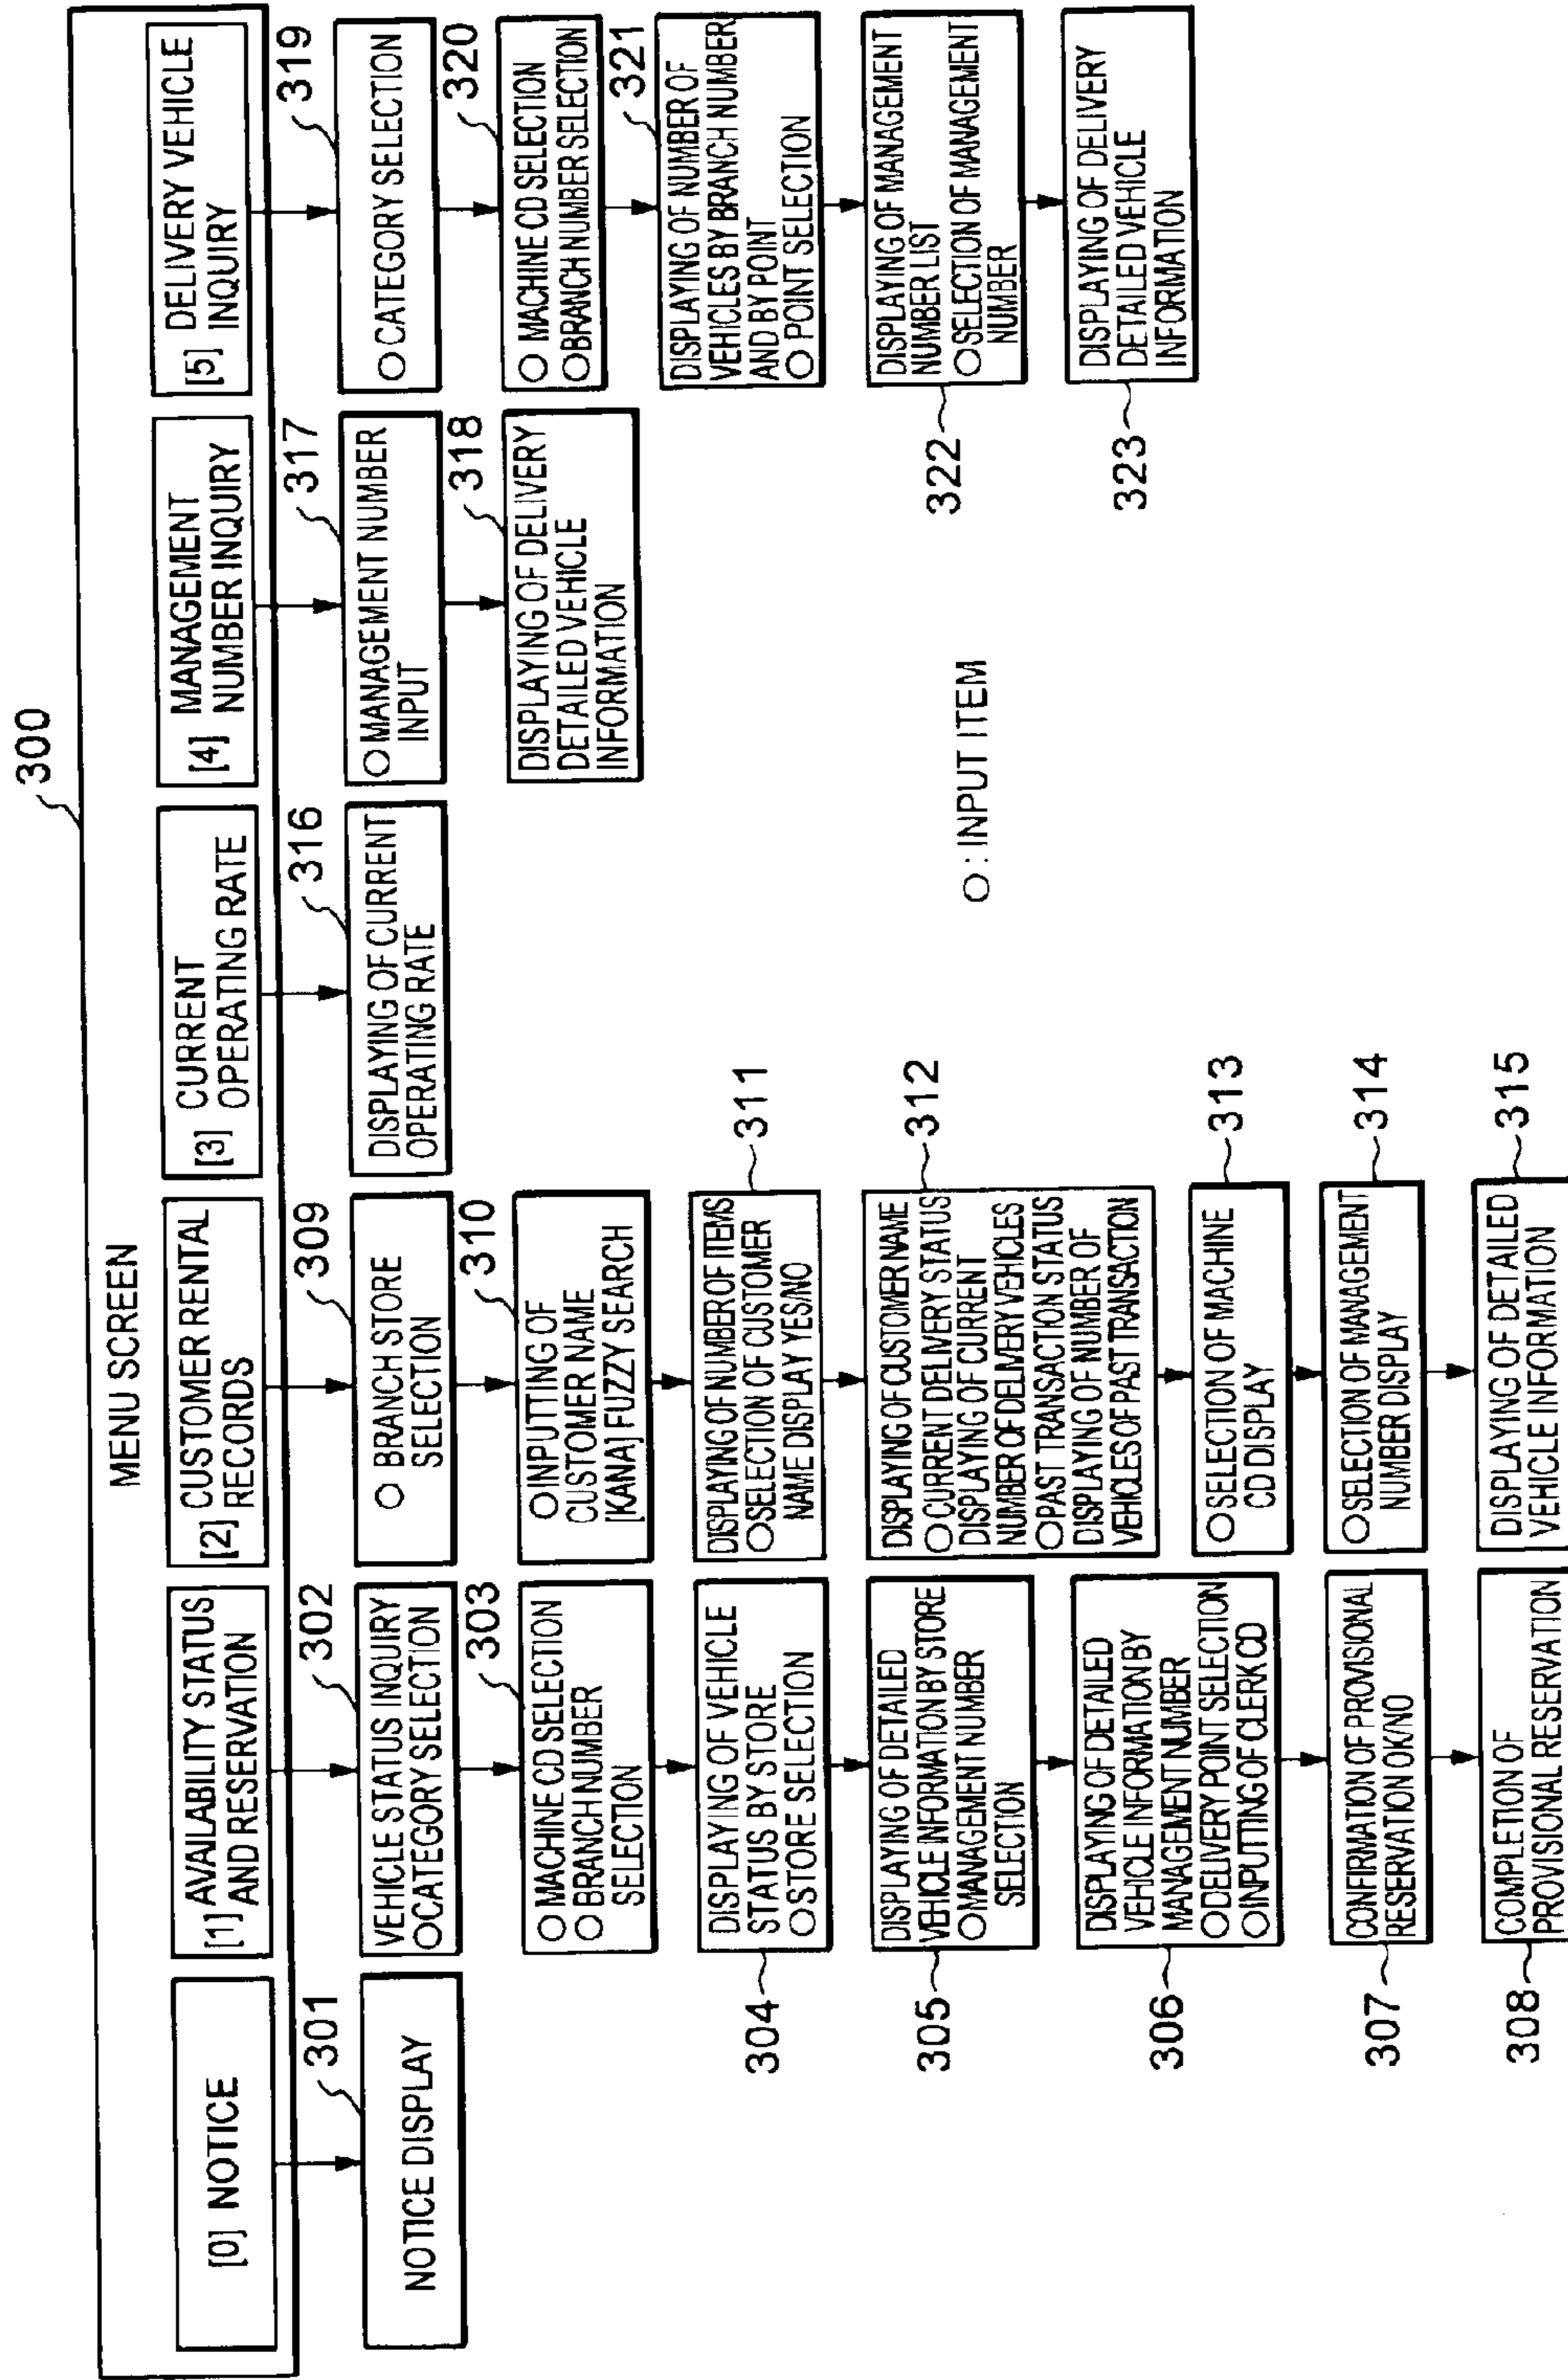 300
MENU SCREEN
[0] NOTICE
[1] AVAILABILITY STATUS
AND RESERVATION
[2] CUSTOMER RENTAL
RECORDS
[3] CURRENT
OPERATING RATE
[4] MANAGEMENT
NUMBER INQUIRY
[5] DELIVERY VEHICLE
INQUIRY
301
NOTICE DISPLAY
302
VEHICLE STATUS INQUIRY
○CATEGORY SELECTION
303
○ MACHINE CD SELECTION
○ BRANCH NUMBER
SELECTION
304
DISPLAYING OF VEHICLE
STATUS BY STORE
○STORE SELECTION
305
DISPLAYING OF DETAILED
VEHICLE INFORMATION BY STORE
○MANAGEMENT NUMBER
SELECTION
306
DISPLAYING OF DETAILED
VEHICLE INFORMATION BY
MANAGEMENT NUMBER
○DELIVERY POINT SELECTION
○INPUTTING OF CLERK CD
307
CONFIRMATION OF PROVISIONAL
RESERVATION OK/NO
308
COMPLETION OF
PROVISIONAL RESERVATION
309
○ BRANCH STORE
SELECTION
310
○INPUTTING OF
CUSTOMER NAME
[KANA] FUZZY SEARCH
311
DISPLAYING OF NUMBER OF ITEMS
○SELECTION OF CUSTOMER
NAME DISPLAY YES/NO
312
DISPLAYING OF CUSTOMER NAME
○CURRENT DELIVERY STATUS
DISPLAYING OF CURRENT
NUMBER OF DELIVERY VEHICLES
○PAST TRANSACTION STATUS
DISPLAYING OF NUMBER OF
VEHICLES OF PAST TRANSACTION
313
○SELECTION OF MACHINE
CD DISPLAY
314
○SELECTION OF MANAGEMENT
NUMBER DISPLAY
315
DISPLAYING OF DETAILED
VEHICLE INFORMATION
316
DISPLAYING OF CURRENT
OPERATING RATE
317
○ MANAGEMENT NUMBER
INPUT
318
DISPLAYING OF DELIVERY
DETAILED VEHICLE
INFORMATION
319
○ CATEGORY SELECTION
320
○ MACHINE CD SELECTION
○BRANCH NUMBER SELECTION
321
DISPLAYING OF NUMBER OF
VEHICLES BY BRANCH NUMBER
AND BY POINT
○ POINT SELECTION
322
DISPLAYING OF MANAGEMENT
NUMBER LIST
○SELECTION OF MANAGEMENT
NUMBER
323
DISPLAYING OF DELIVERY
DETAILED VEHICLE
INFORMATION
○ : INPUT ITEM